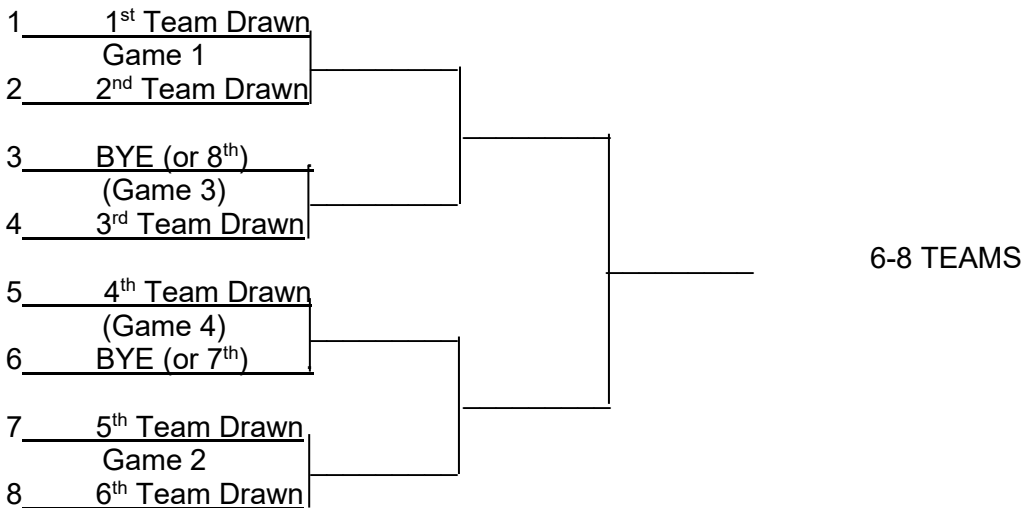 1 1st Team Drawn
Game 1
2 2nd Team Drawn
3 BYE (or 8th)
(Game 3)
4 3rd Team Drawn
6-8 TEAMS
5 4th Team Drawn
(Game 4)
6 BYE (or 7th)
7 5th Team Drawn
Game 2
8 6th Team Drawn